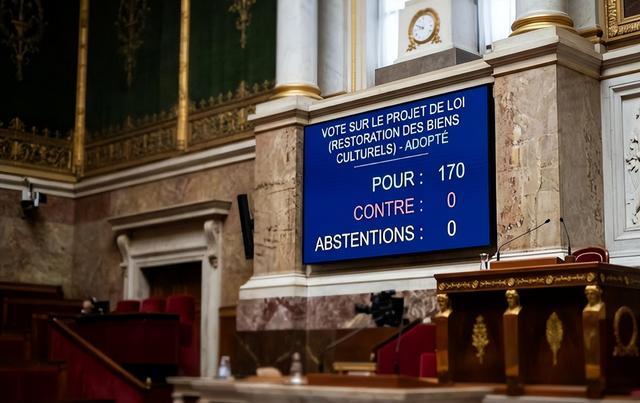 VOTE SUR LE PROJET DE LOI
(RESTORATION DES BIENS
CULTURELS) - ADOPTÉ
POUR : 170
CONTRE : 0
ABSTENTIONS : 0